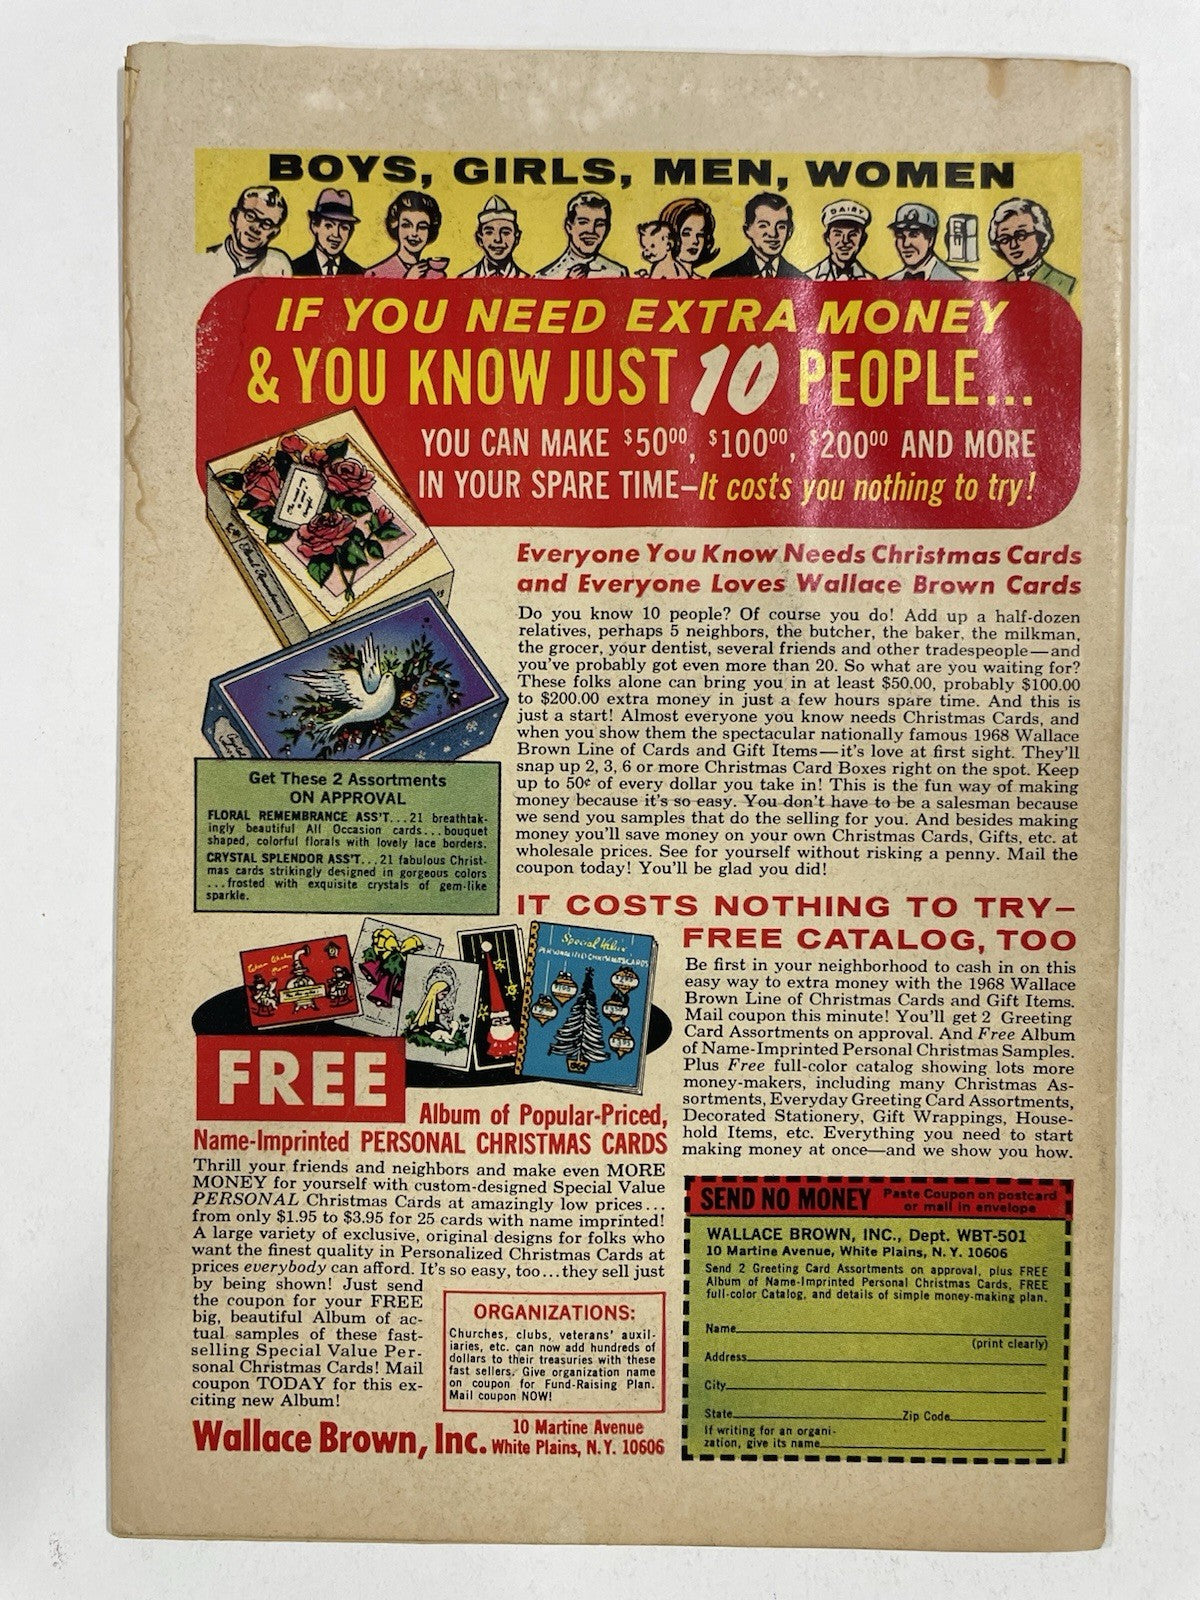 BOYS, GIRLS, MEN, WOMEN
DAIRY
IF YOU NEED EXTRA MONEY
& YOU KNOW JUST 10 PEOPLE...
YOU CAN MAKE $50.00, $100.00, $200.00 AND MORE
IN YOUR SPARE TIME—It costs you nothing to try!
Everyone You Know Needs Christmas Cards
and Everyone Loves Wallace Brown Cards
Do you know 10 people? Of course you do! Add up a half-dozen
relatives, perhaps 5 neighbors, the butcher, the baker, the milkman,
the grocer, your dentist, several friends and other tradespeople—and
you've probably got even more than 20. So what are you waiting for?
These folks alone can bring you in at least $50.00, probably $100.00
to $200.00 extra money in just a few hours spare time. And this is
just a start! Almost everyone you know needs Christmas Cards, and
when you show them the spectacular nationally famous 1968 Wallace
Brown Line of Cards and Gift Items—it's love at first sight. They'll
snap up 2, 3, 6 or more Christmas Card Boxes right on the spot. Keep
up to 50¢ of every dollar you take in! This is the fun way of making
money because it's so easy. You don't have to be a salesman because
we send you samples that do the selling for you. And besides making
money you'll save money on your own Christmas Cards, Gifts, etc. at
wholesale prices. See for yourself without risking a penny. Mail the
coupon today! You'll be glad you did!
Get These 2 Assortments
ON APPROVAL
FLORAL REMEMBRANCE ASS'T...21 breathtak-
ingly beautiful All Occasion cards...bouquet
shaped, colorful florals with lovely lace borders.
CRYSTAL SPLENDOR ASS'T...21 fabulous Christ-
mas cards strikingly designed in gorgeous colors
...frosted with exquisite crystals of gem-like
sparkle.
IT COSTS NOTHING TO TRY—
FREE CATALOG, TOO
Be first in your neighborhood to cash in on this
easy way to extra money with the 1968 Wallace
Brown Line of Christmas Cards and Gift Items.
Mail coupon this minute! You'll get 2 Greeting
Card Assortments on approval. And Free Album
of Name-Imprinted Personal Christmas Samples.
Plus Free full-color catalog showing lots more
money-makers, including many Christmas As-
sortments, Everyday Greeting Card Assortments,
Decorated Stationery, Gift Wrappings, House-
hold Items, etc. Everything you need to start
making money at once—and we show you how.
Special Value
FREE
Album of Popular-Priced,
Name-Imprinted PERSONAL CHRISTMAS CARDS
Thrill your friends and neighbors and make even MORE
MONEY for yourself with custom-designed Special Value
PERSONAL Christmas Cards at amazingly low prices...
from only $1.95 to $3.95 for 25 cards with name imprinted!
A large variety of exclusive, original designs for folks who
want the finest quality in Personalized Christmas Cards at
prices everybody can afford. It's so easy, too...they sell just
by being shown! Just send
the coupon for your FREE
big, beautiful Album of ac-
tual samples of these fast-
selling Special Value Per-
sonal Christmas Cards! Mail
coupon TODAY for this ex-
citing new Album!
ORGANIZATIONS:
Churches, clubs, veterans' auxil-
iaries, etc. can now add hundreds of
dollars to their treasuries with these
fast sellers. Give organization name
on coupon for Fund-Raising Plan.
Mail coupon NOW!
Wallace Brown, Inc. 10 Martine Avenue
White Plains, N.Y. 10606
SEND NO MONEY Paste Coupon on postcard
or mail in envelope
WALLACE BROWN, INC., Dept. WBT-501
10 Martine Avenue, White Plains, N. Y. 10606
Send 2 Greeting Card Assortments on approval, plus FREE
Album of Name-Imprinted Personal Christmas Cards, FREE
full-color Catalog, and details of simple money-making plan.
Name
(print clearly)
Address
City
State Zip Code
If writing for an organi-
zation, give its name